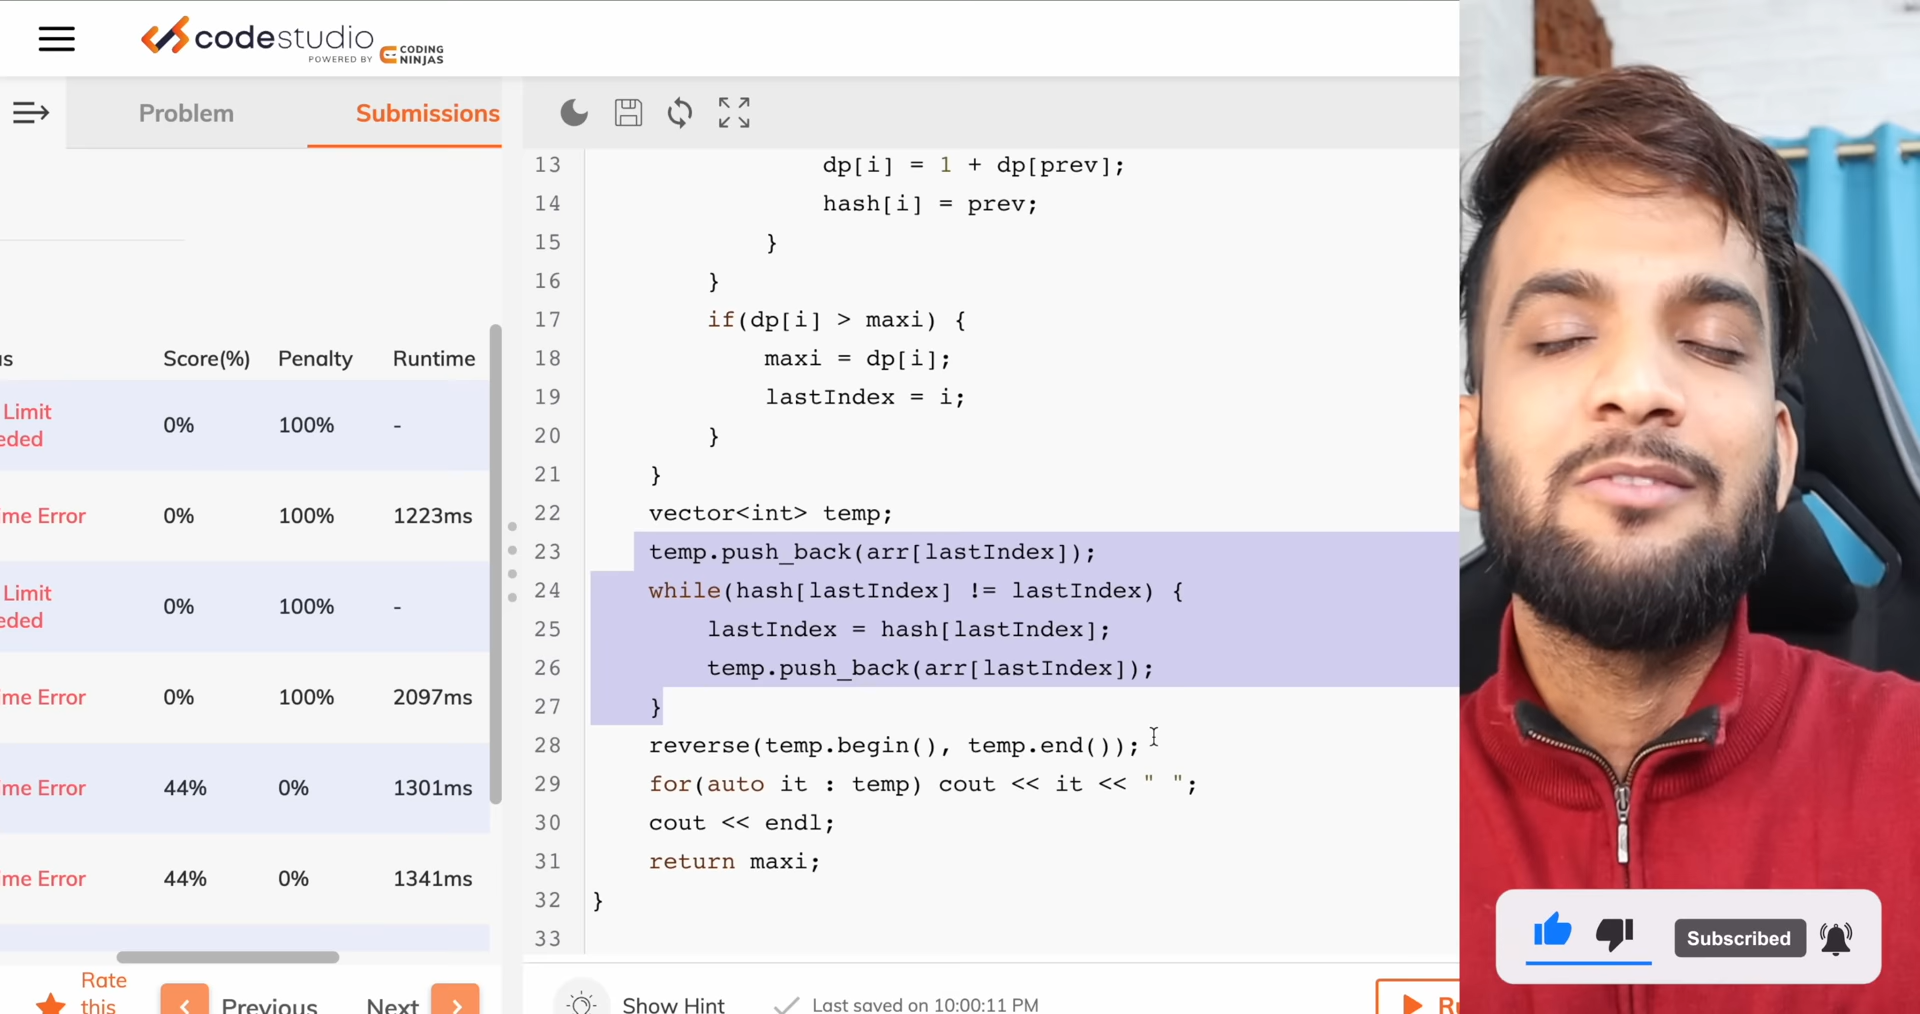 codestudio
POWERED BY CODING NINJAS
Problem
Submissions
s Score(%) Penalty Runtime
Limit
eded 0% 100% -
ime Error 0% 100% 1223ms
Limit
eded 0% 100% -
ime Error 0% 100% 2097ms
ime Error 44% 0% 1301ms
ime Error 44% 0% 1341ms
Rate
this
Previous
Next
13 dp[i] = 1 + dp[prev];
14 hash[i] = prev;
15 }
16 }
17 if(dp[i] > maxi) {
18 maxi = dp[i];
19 lastIndex = i;
20 }
21 }
22 vector<int> temp;
23 temp.push_back(arr[lastIndex]);
24 while(hash[lastIndex] != lastIndex) {
25 lastIndex = hash[lastIndex];
26 temp.push_back(arr[lastIndex]);
27 }
28 reverse(temp.begin(), temp.end());
29 for(auto it : temp) cout << it << " ";
30 cout << endl;
31 return maxi;
32 }
33
Show Hint
Last saved on 10:00:11 PM
Ru
Subscribed